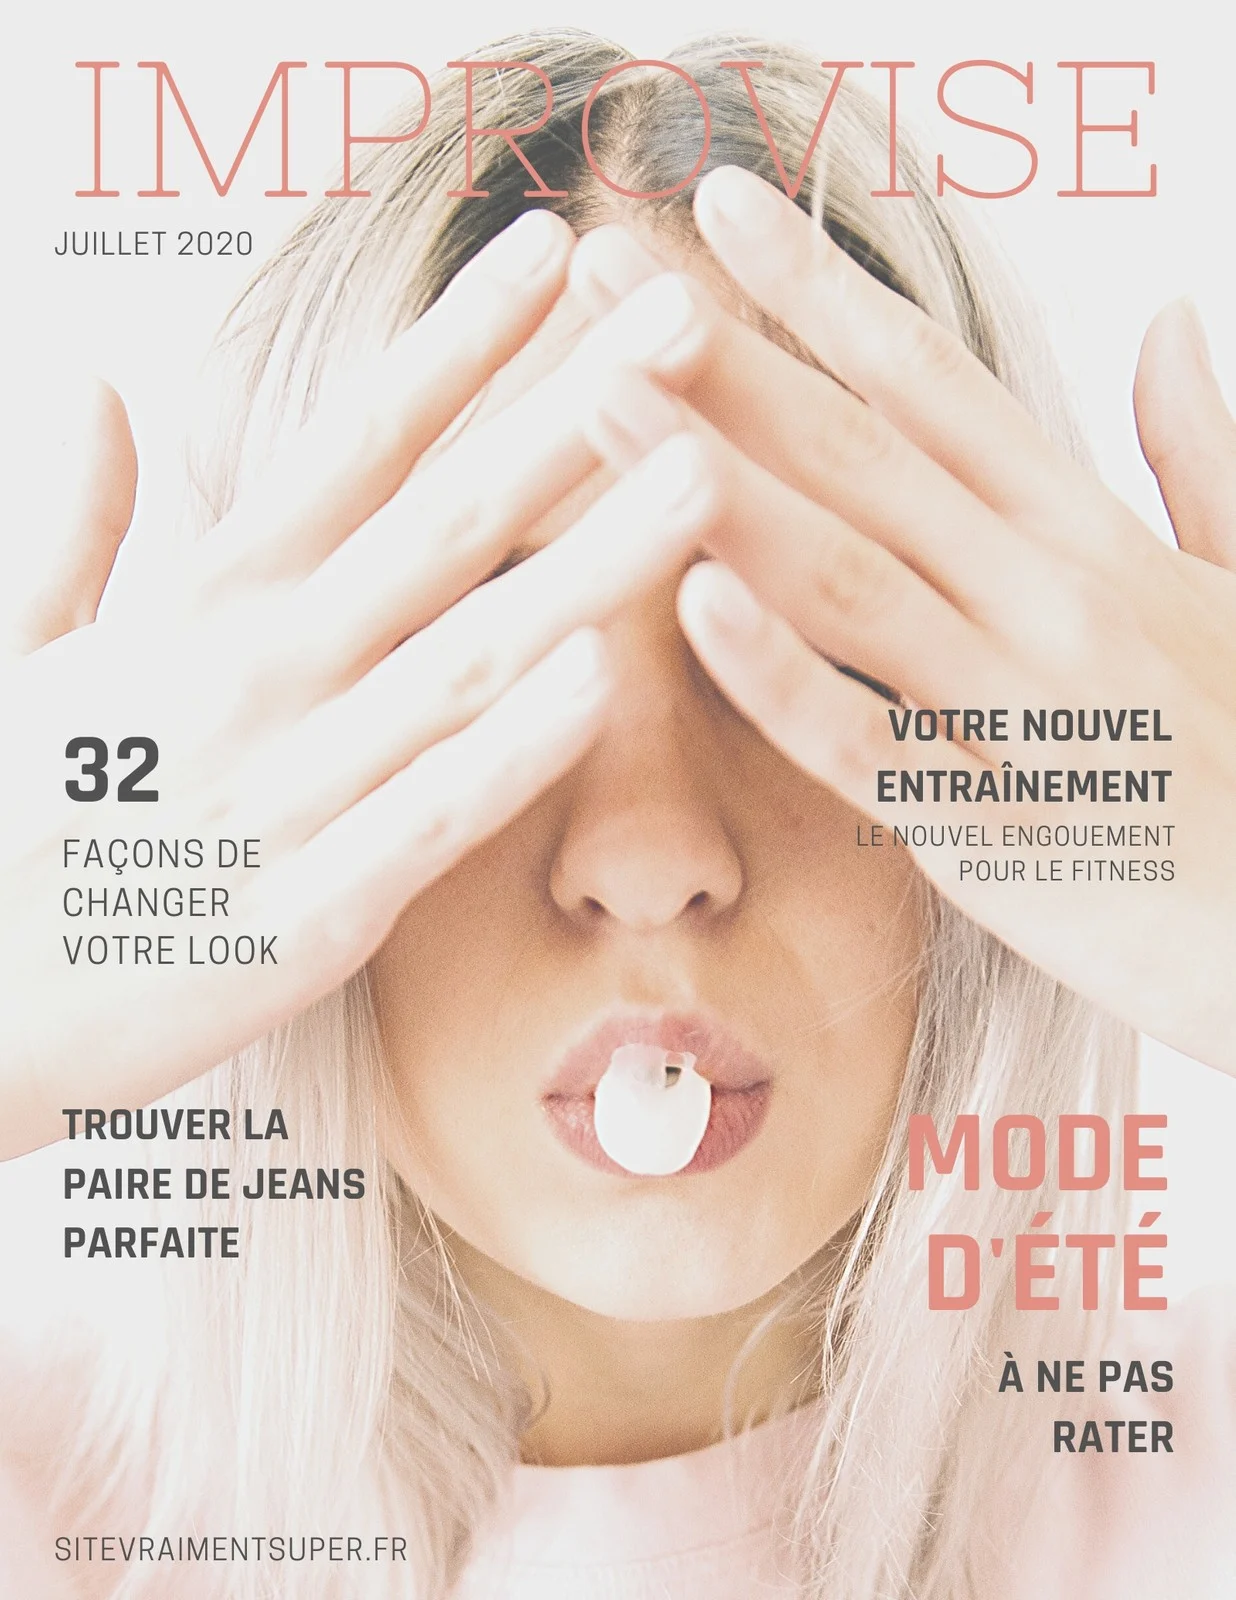 IMPROVISE
JUILLET 2020
32
FAÇONS DE
CHANGER
VOTRE LOOK
VOTRE NOUVEL
ENTRAÎNEMENT
LE NOUVEL ENGOUEMENT
POUR LE FITNESS
TROUVER LA
PAIRE DE JEANS
PARFAITE
MODE
D'ÉTÉ
À NE PAS
RATER
SITEVRAIMENTSUPER.FR